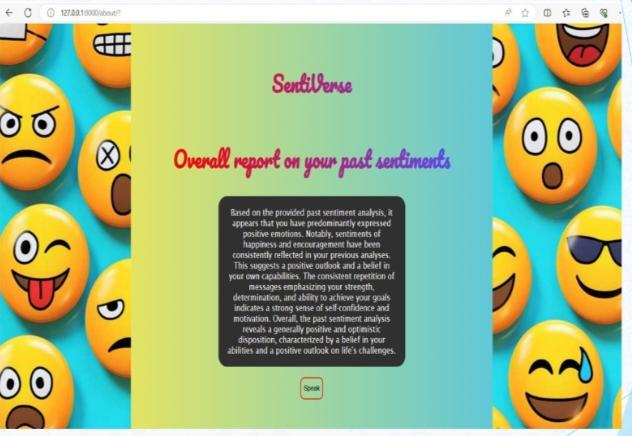 127.0.0.1:8000/about/?
SentiVerse
Overall report on your past sentiments
Based on the provided past sentiment analysis, it
appears that you have predominantly expressed
positive emotions. Notably, sentiments of
happiness and encouragement have been
consistently reflected in your previous analyses.
This suggests a positive outlook and a belief in
your own capabilities. The consistent repetition of
messages emphasizing your strength,
determination, and ability to achieve your goals
indicates a strong sense of self-confidence and
motivation. Overall, the past sentiment analysis
reveals a generally positive and optimistic
disposition, characterized by a belief in your
abilities and a positive outlook on life's challenges.
Speak